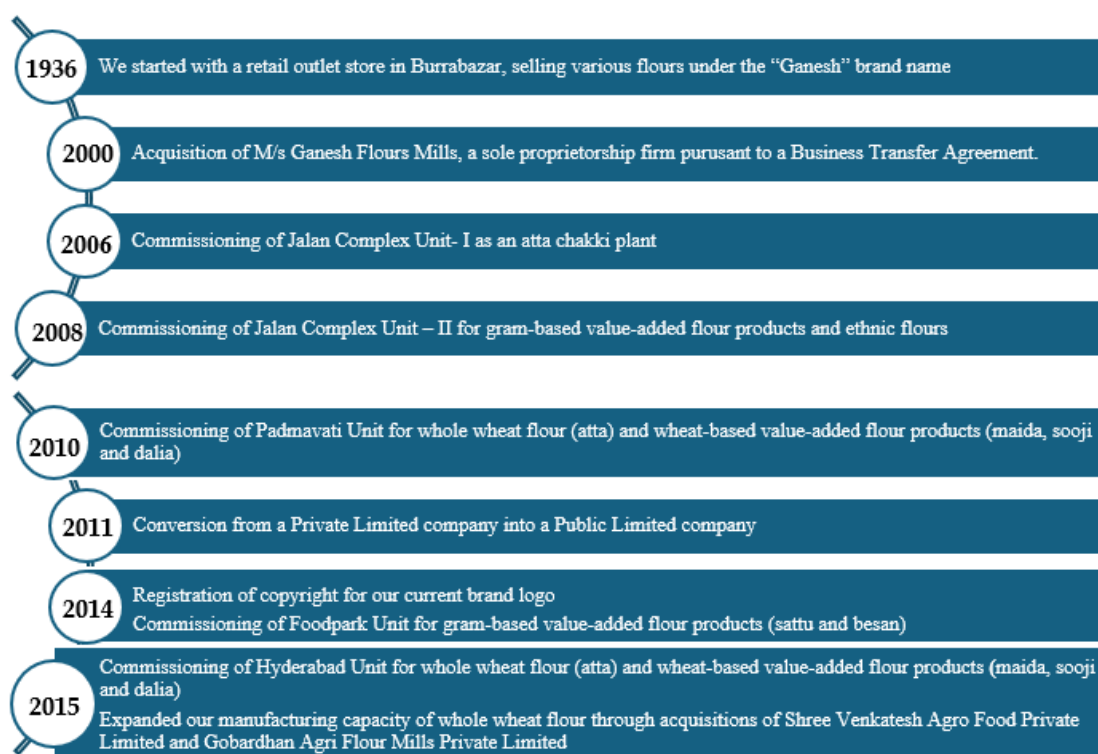 1936
We started with a retail outlet store in Burrabazar, selling various flours under the “Ganesh” brand name
2000
Acquisition of M/s Ganesh Flours Mills, a sole proprietorship firm purusant to a Business Transfer Agreement.
2006
Commissioning of Jalan Complex Unit- I as an atta chakki plant
2008
Commissioning of Jalan Complex Unit – II for gram-based value-added flour products and ethnic flours
2010
Commissioning of Padmavati Unit for whole wheat flour (atta) and wheat-based value-added flour products (maida, sooji
and dalia)
2011
Conversion from a Private Limited company into a Public Limited company
2014
Registration of copyright for our current brand logo
Commissioning of Foodpark Unit for gram-based value-added flour products (sattu and besan)
2015
Commissioning of Hyderabad Unit for whole wheat flour (atta) and wheat-based value-added flour products (maida, sooji
and dalia)
Expanded our manufacturing capacity of whole wheat flour through acquisitions of Shree Venkatesh Agro Food Private
Limited and Gobardhan Agri Flour Mills Private Limited